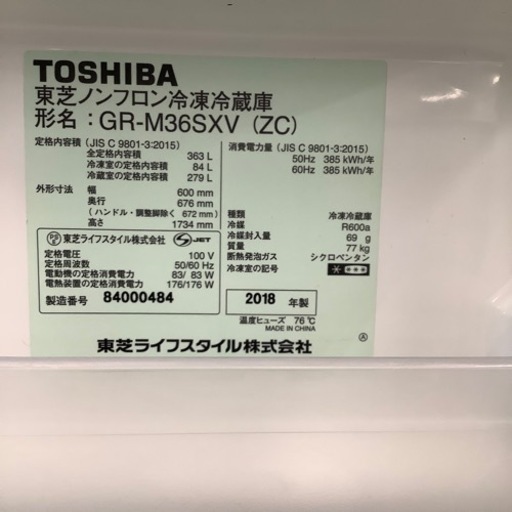 TOSHIBA
東芝ノンフロン冷凍冷蔵庫
形名：GR-M36SXV (ZC)
定格内容積（JIS C 9801-3:2015）
全定格内容積 363 L
冷凍室の定格内容積 84 L
冷蔵室の定格内容積 279 L
外形寸法 幅 600 mm
奥行 676 mm
（ハンドル・調整脚除く 672 mm）
高さ 1734 mm
消費電力量（JIS C 9801-3:2015）
50Hz 385 kWh/年
60Hz 385 kWh/年
種類 冷凍冷蔵庫
冷媒 R600a
冷媒封入量 69 g
質量 77 kg
断熱発泡ガス シクロペンタン
冷凍室の記号
東芝ライフスタイル株式会社 JET
定格電圧 100 V
定格周波数 50/60 Hz
電動機の定格消費電力 83/ 83 W
電熱装置の定格消費電力 176/176 W
製造番号 84000484
2018 年製
温度ヒューズ 76℃
MADE IN CHINA
東芝ライフスタイル株式会社
Ⓐ